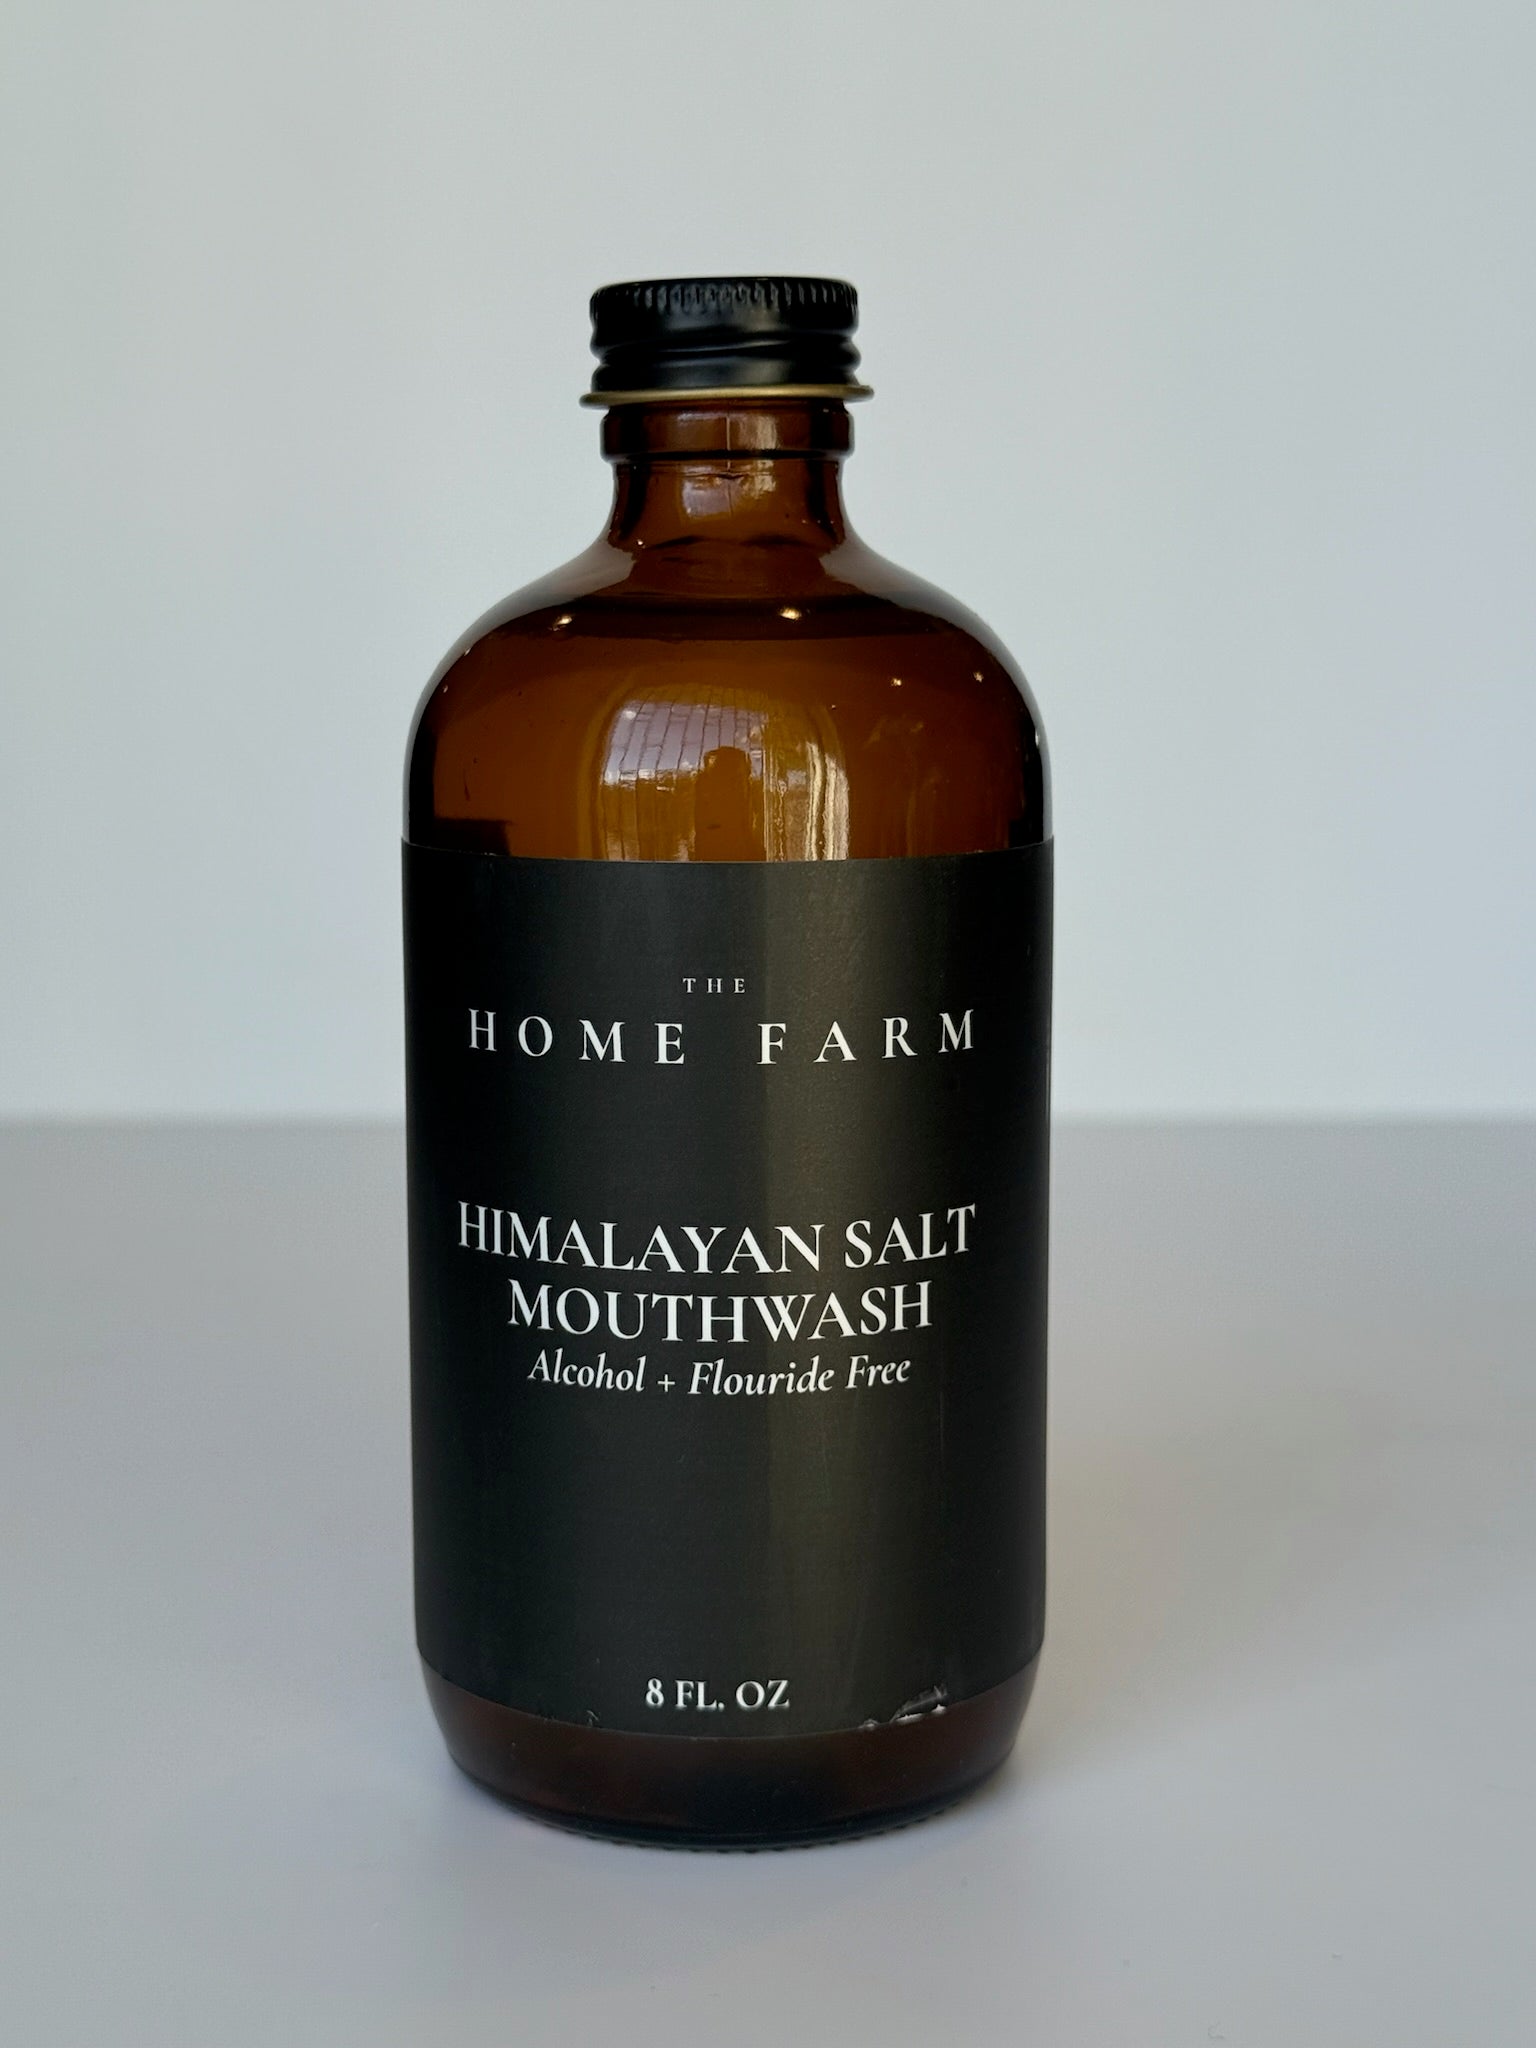 THE
HOME FARM
HIMALAYAN SALT
MOUTHWASH
Alcohol + Flouride Free
8 FL. OZ